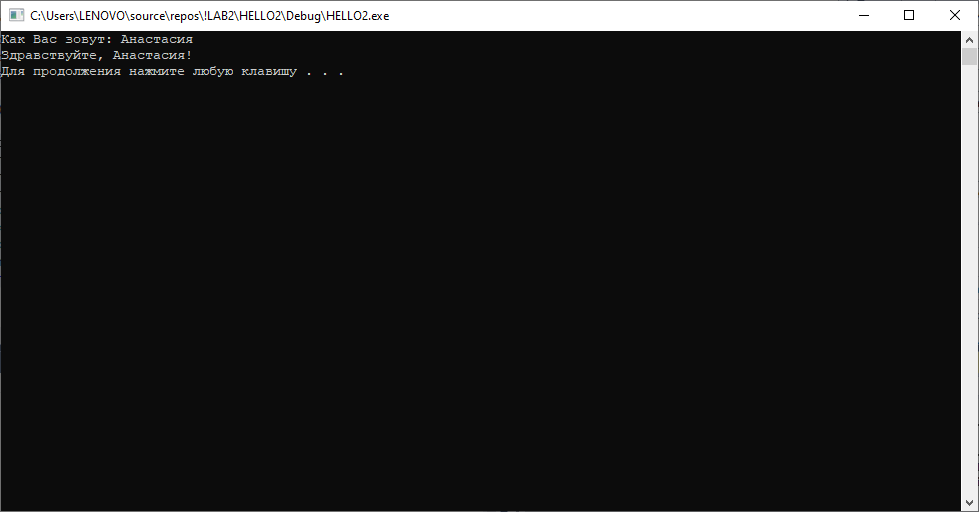 C:\Users\LENOVO\source\repos\!LAB2\HELLO2\Debug\HELLO2.exe
Как Вас зовут: Анастасия
Здравствуйте, Анастасия!
Для продолжения нажмите любую клавишу . . .